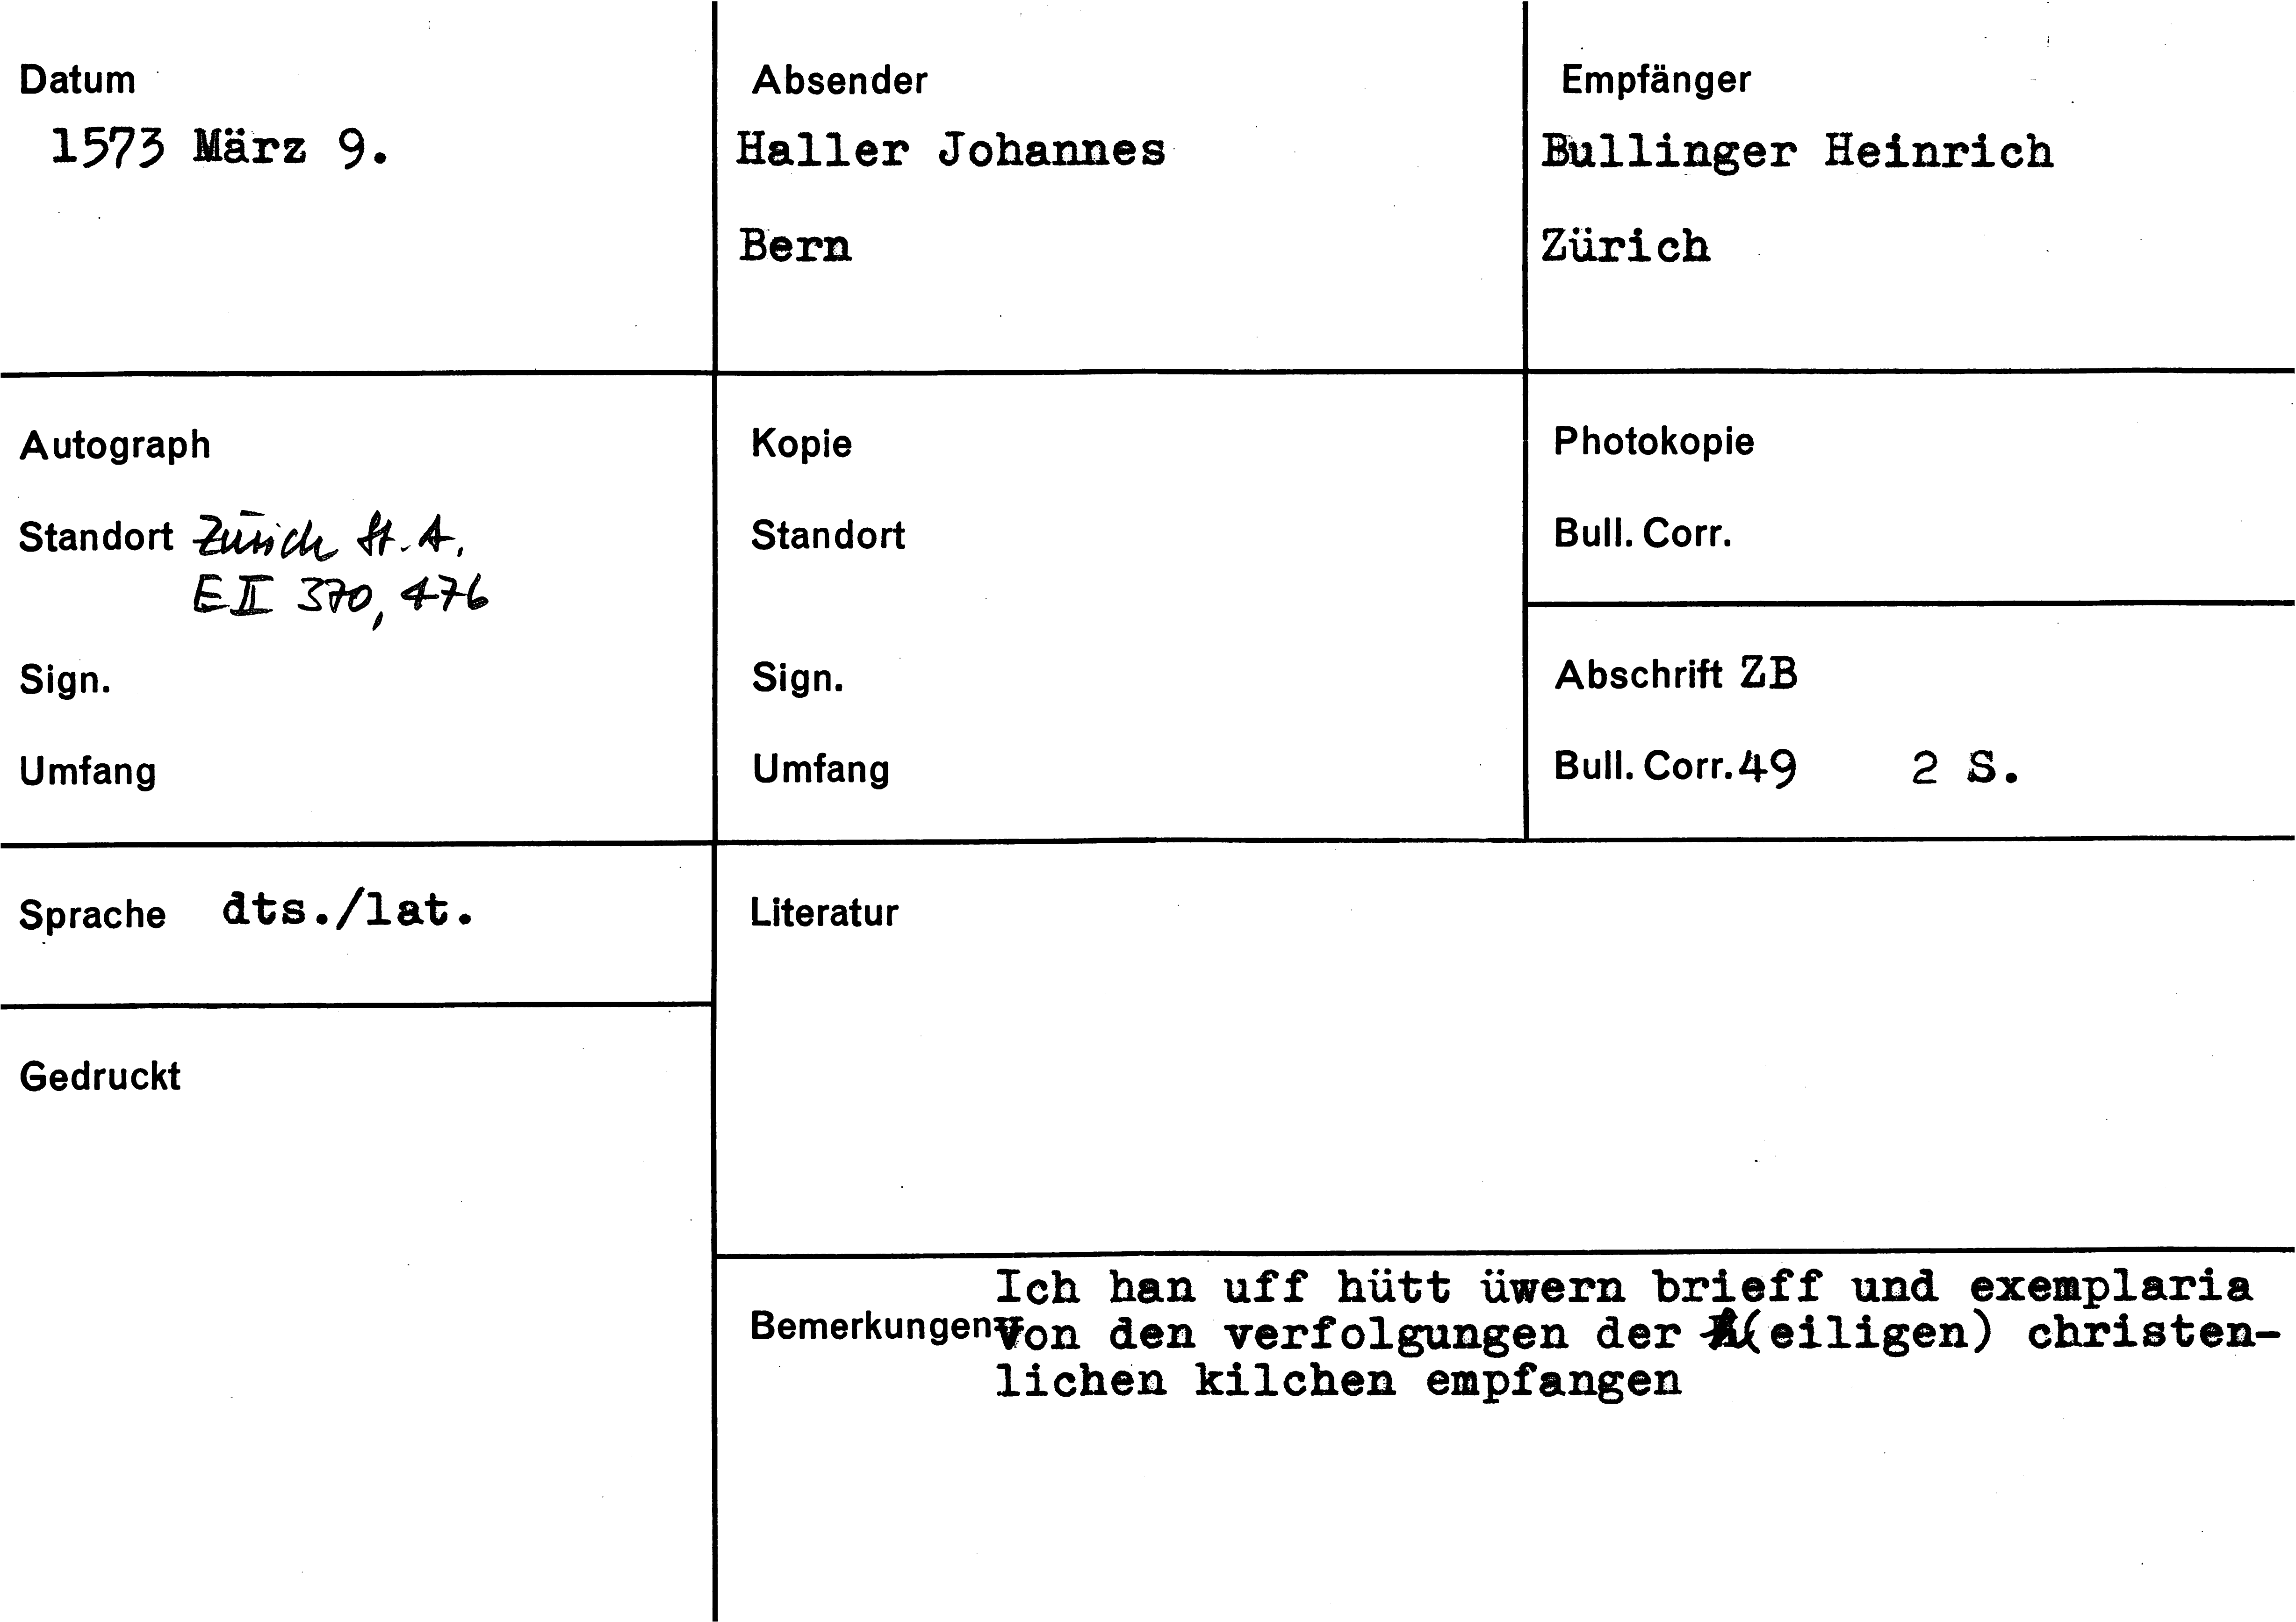 Datum
1573 März 9.
Absender
Haller Johannes
Bern
Empfänger
Bullinger Heinrich
Zürich
Autograph
Standort Zürich St. A.
E II 370, 476
Sign.
Umfang
Kopie
Standort
Sign.
Umfang
Photokopie
Bull. Corr.
Abschrift ZB
Bull. Corr. 49 2 S.
Sprache dts./lat.
Literatur
Gedruckt
Bemerkungen
Ich han uff hütt üwern brieff und exemplaria
Von den verfolgungen der h(eiligen) christen-
lichen kilchen empfangen